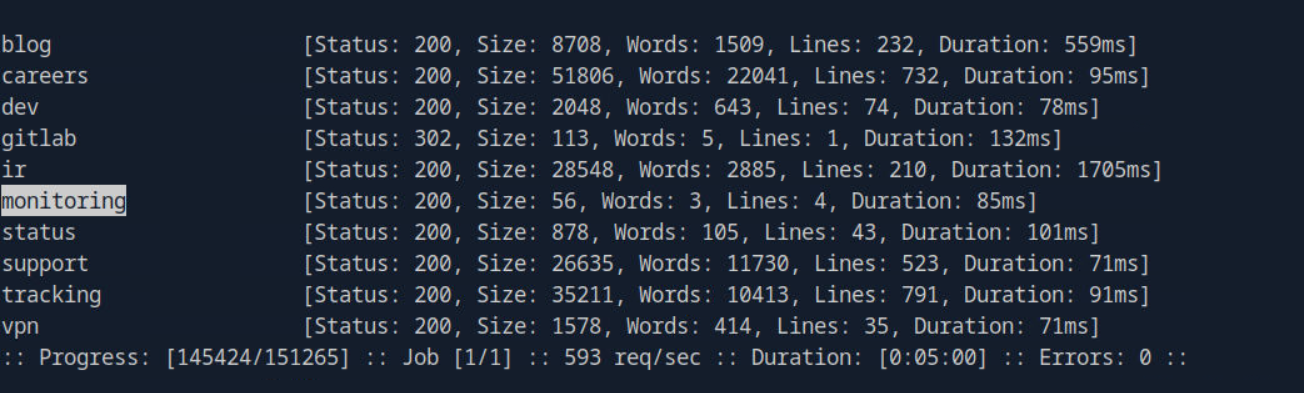 blog [Status: 200, Size: 8708, Words: 1509, Lines: 232, Duration: 559ms]
careers [Status: 200, Size: 51806, Words: 22041, Lines: 732, Duration: 95ms]
dev [Status: 200, Size: 2048, Words: 643, Lines: 74, Duration: 78ms]
gitlab [Status: 302, Size: 113, Words: 5, Lines: 1, Duration: 132ms]
ir [Status: 200, Size: 28548, Words: 2885, Lines: 210, Duration: 1705ms]
monitoring [Status: 200, Size: 56, Words: 3, Lines: 4, Duration: 85ms]
status [Status: 200, Size: 878, Words: 105, Lines: 43, Duration: 101ms]
support [Status: 200, Size: 26635, Words: 11730, Lines: 523, Duration: 71ms]
tracking [Status: 200, Size: 35211, Words: 10413, Lines: 791, Duration: 91ms]
vpn [Status: 200, Size: 1578, Words: 414, Lines: 35, Duration: 71ms]
:: Progress: [145424/151265] :: Job [1/1] :: 593 req/sec :: Duration: [0:05:00] :: Errors: 0 ::